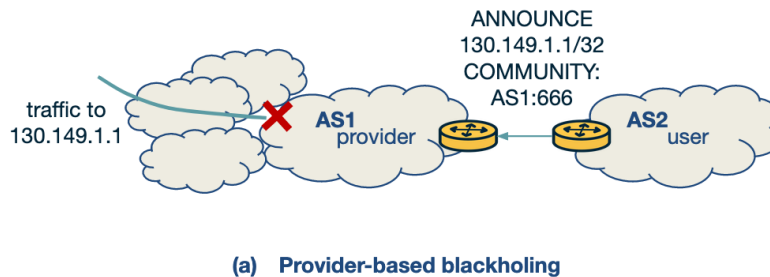 ANNOUNCE
130.149.1.1/32
COMMUNITY:
AS1:666
traffic to
130.149.1.1
AS1
provider
AS2
user
(a) Provider-based blackholing